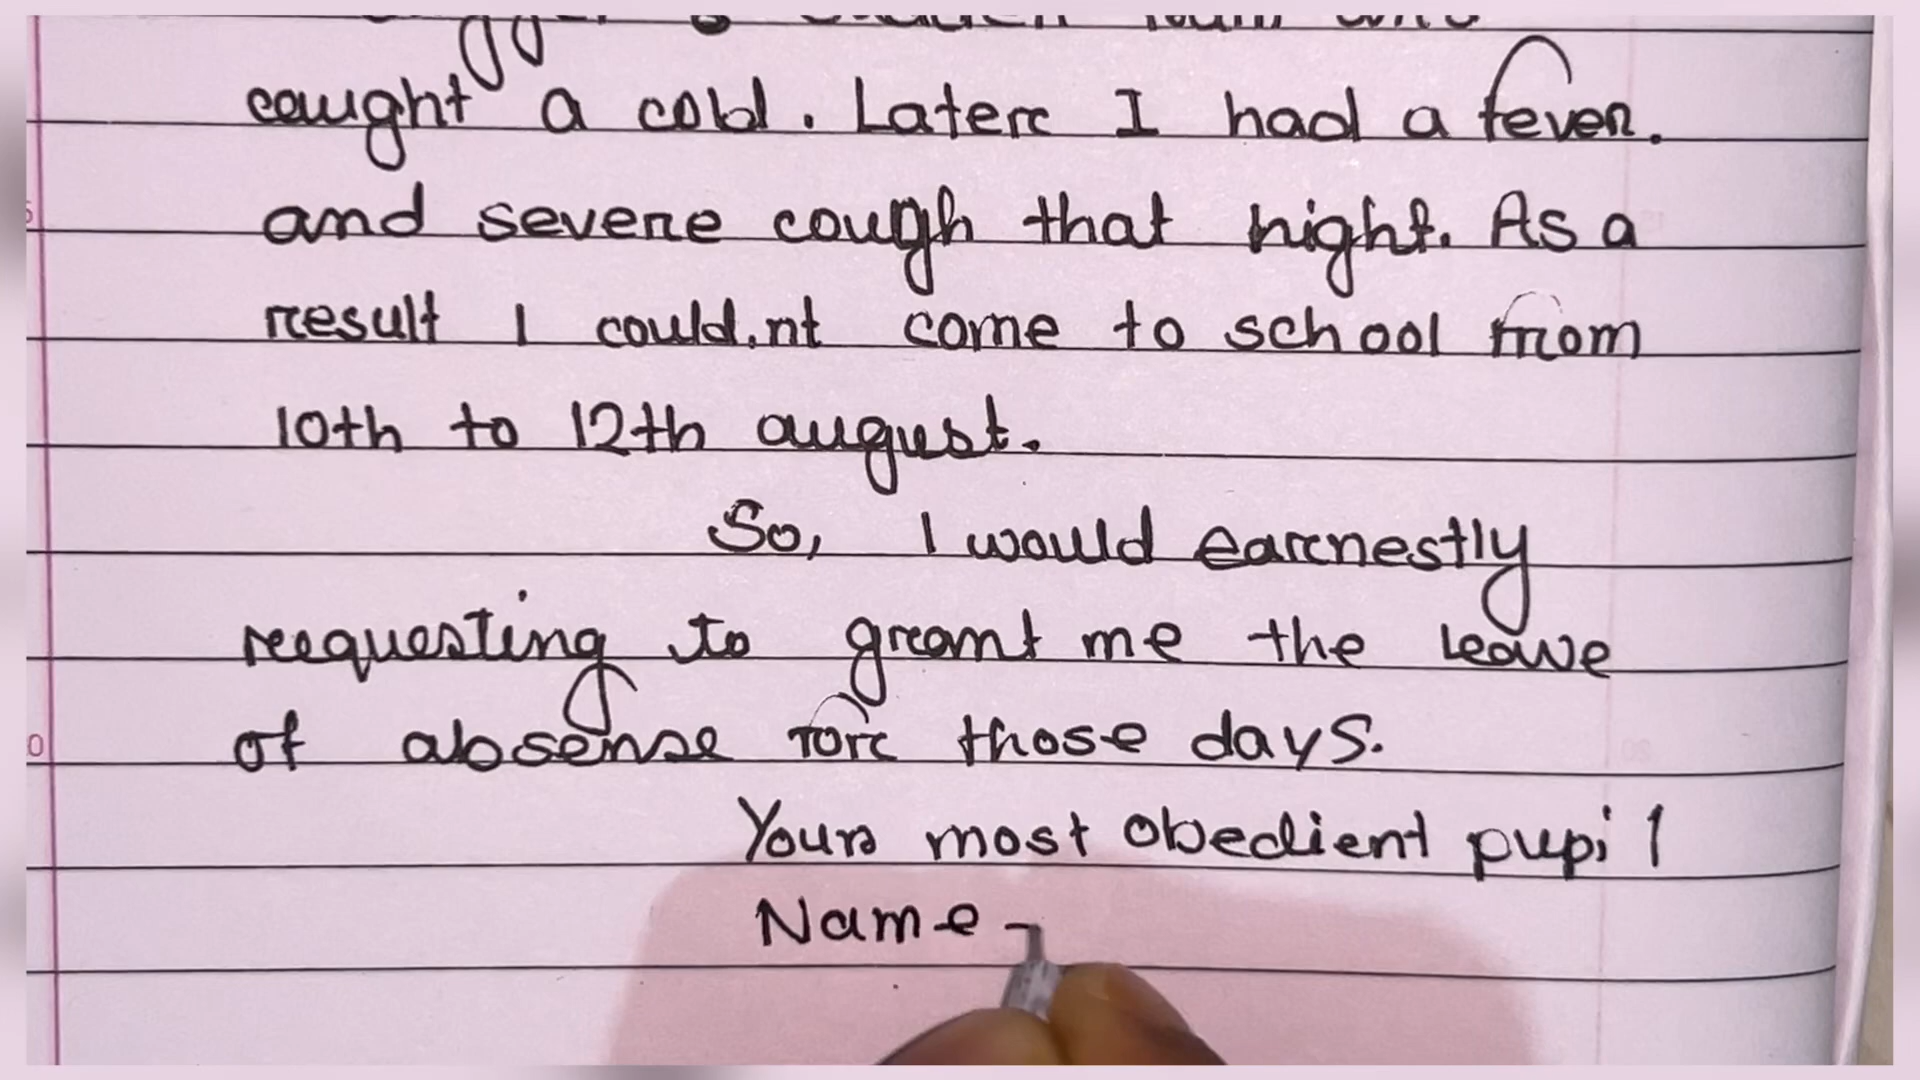 caught a cold. Later I had a fever.
and severe cough that night. As a
result I could,nt come to school from
10th to 12th august.
So, I would earnestly
requesting to grant me the leave
of absense for those days.
Yours most obedient pupil
Name -